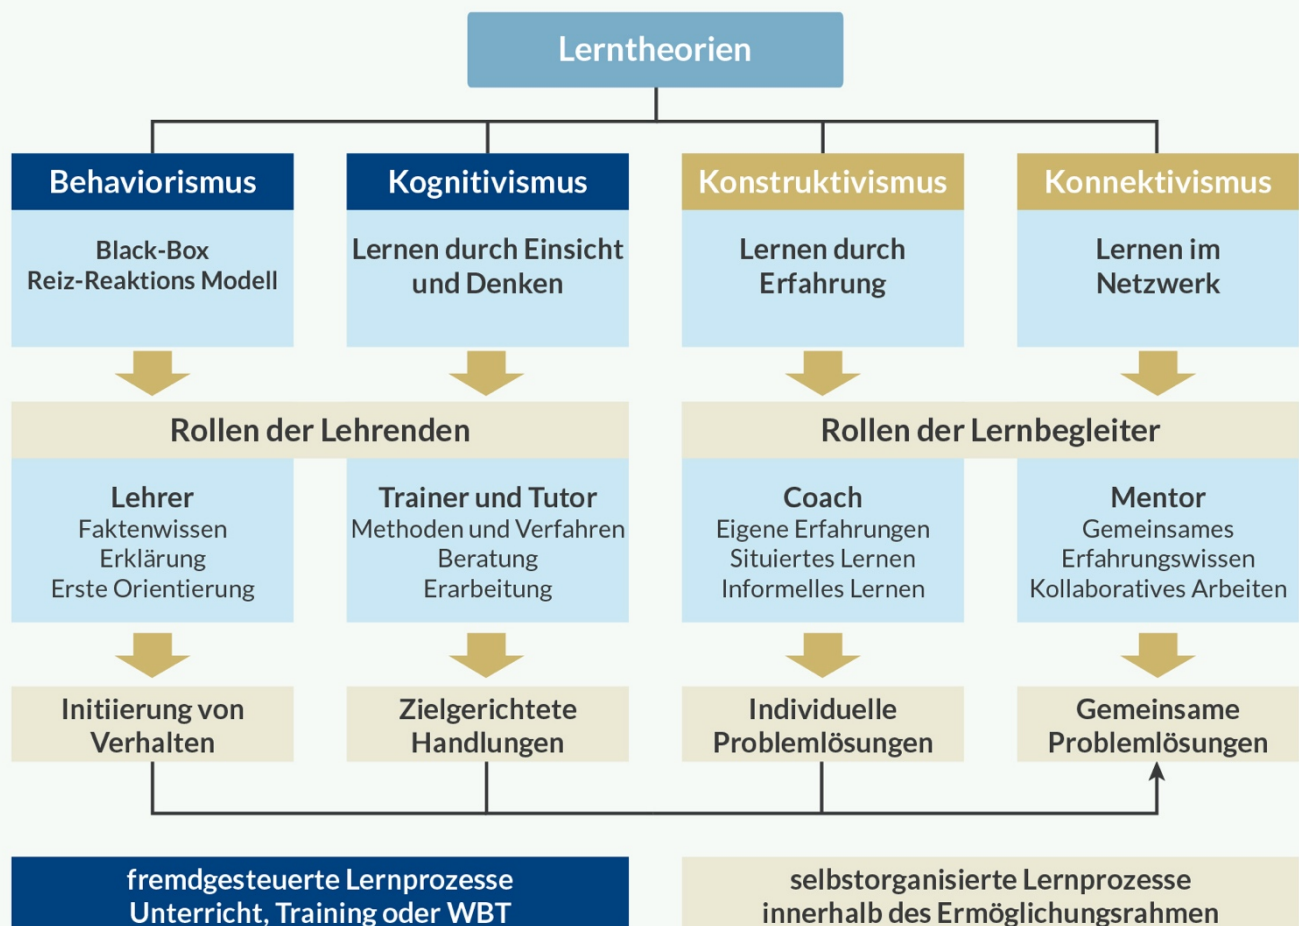 Lerntheorien
Behaviorismus
Black-Box
Reiz-Reaktions Modell
Kognitivismus
Lernen durch Einsicht
und Denken
Konstruktivismus
Lernen durch
Erfahrung
Konnektivismus
Lernen im
Netzwerk
Rollen der Lehrenden
Lehrer
Faktenwissen
Erklärung
Erste Orientierung
Trainer und Tutor
Methoden und Verfahren
Beratung
Erarbeitung
Rollen der Lernbegleiter
Coach
Eigene Erfahrungen
Situiertes Lernen
Informelles Lernen
Mentor
Gemeinsames
Erfahrungswissen
Kollaboratives Arbeiten
Initiierung von
Verhalten
Zielgerichtete
Handlungen
Individuelle
Problemlösungen
Gemeinsame
Problemlösungen
fremdgesteuerte Lernprozesse
Unterricht, Training oder WBT
selbstorganisierte Lernprozesse
innerhalb des Ermöglichungsrahmen